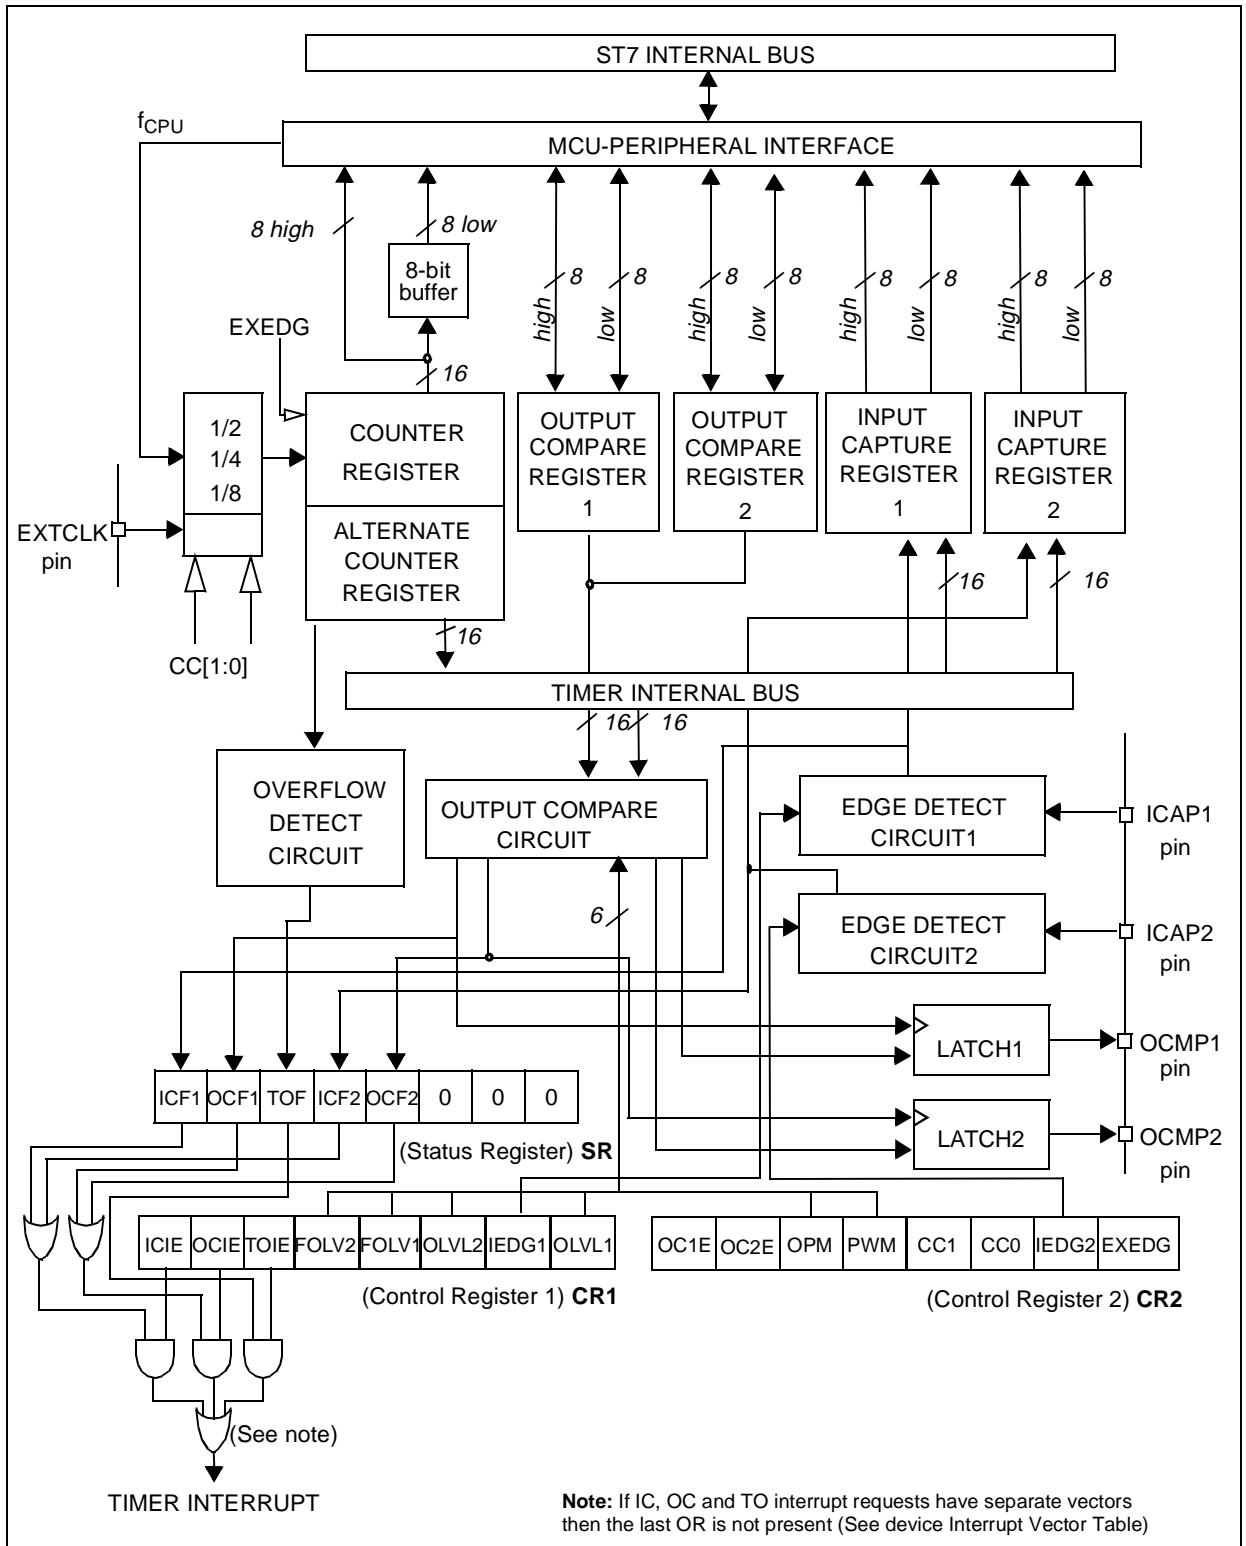 ST7 INTERNAL BUS
fCPU
MCU-PERIPHERAL INTERFACE
8 high
8 low
8-bit
buffer
8
8
8
8
8
8
8
8
high
low
high
low
high
low
high
low
EXEDG
16
1/2
1/4
1/8
COUNTER
REGISTER
OUTPUT
COMPARE
REGISTER
1
OUTPUT
COMPARE
REGISTER
2
INPUT
CAPTURE
REGISTER
1
INPUT
CAPTURE
REGISTER
2
EXTCLK
pin
ALTERNATE
COUNTER
REGISTER
16
16
16
CC[1:0]
TIMER INTERNAL BUS
16
16
OVERFLOW
DETECT
CIRCUIT
OUTPUT COMPARE
CIRCUIT
EDGE DETECT
CIRCUIT1
ICAP1
pin
6
EDGE DETECT
CIRCUIT2
ICAP2
pin
LATCH1
OCMP1
pin
ICF1 OCF1 TOF ICF2 OCF2 0 0 0
(Status Register) SR
LATCH2
OCMP2
pin
ICIE OCIE TOIE FOLV2 FOLV1 OLVL2 IEDG1 OLVL1
(Control Register 1) CR1
OC1E OC2E OPM PWM CC1 CC0 IEDG2 EXEDG
(Control Register 2) CR2
(See note)
TIMER INTERRUPT
Note: If IC, OC and TO interrupt requests have separate vectors
then the last OR is not present (See device Interrupt Vector Table)